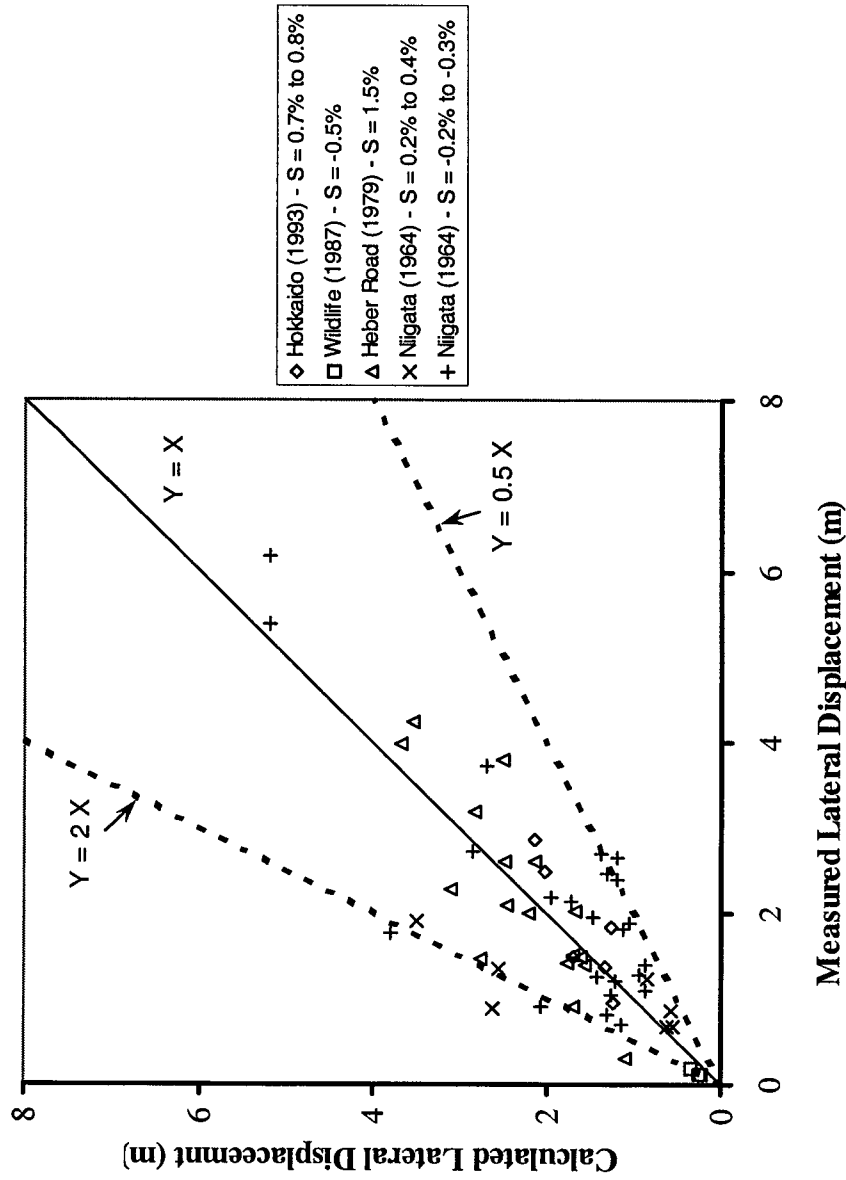 Calculated Lateral Displaceemnt (m)
8
6
4
2
0
0
2
4
6
8
Measured Lateral Displacement (m)
Y = 2 X
Y = X
Y = 0.5 X
Hokkaido (1993) - S = 0.7% to 0.8%
Wildlife (1987) - S = -0.5%
Heber Road (1979) - S = 1.5%
Niigata (1964) - S = 0.2% to 0.4%
Niigata (1964) - S = -0.2% to -0.3%